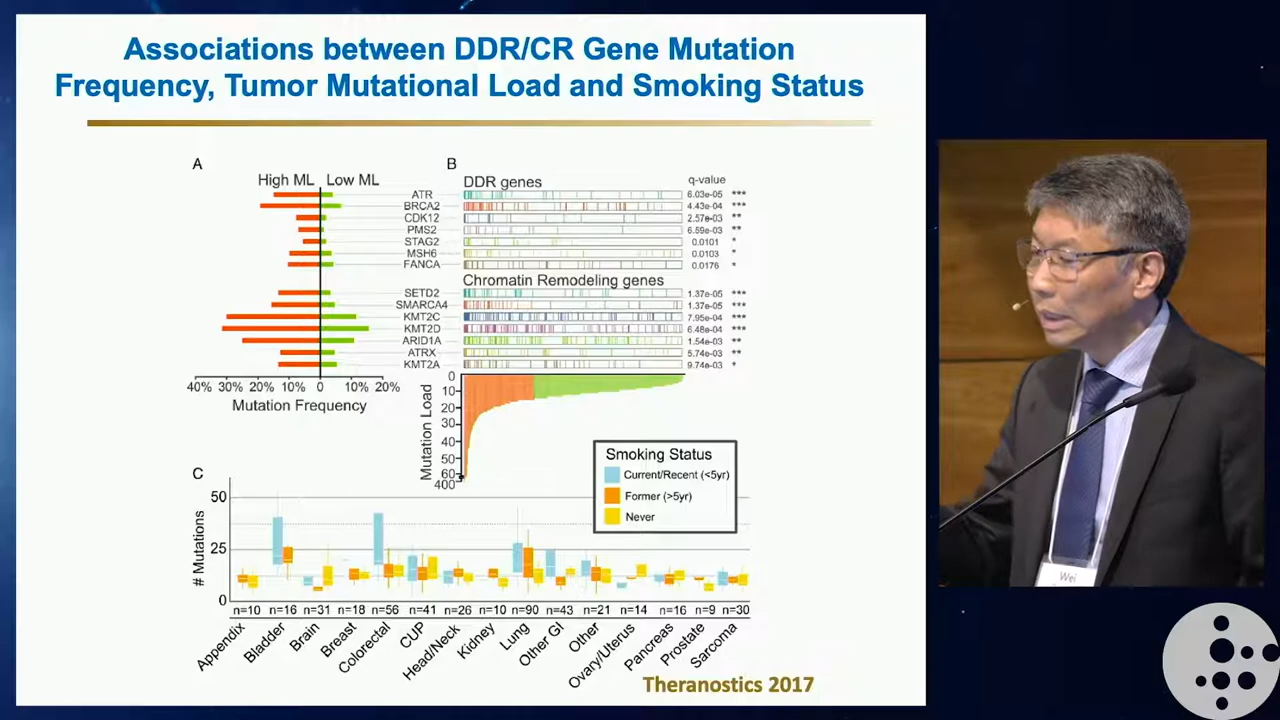 Associations between DDR/CR Gene Mutation
Frequency, Tumor Mutational Load and Smoking Status
A
High ML Low ML
ATR
BRCA2
CDK12
PMS2
STAG2
MSH6
FANCA
SETD2
SMARCA4
KMT2C
KMT2D
ARID1A
ATRX
KMT2A
40% 30% 20% 10% 0 10% 20%
Mutation Frequency
B
DDR genes
q-value
6.03e-05 ***
4.43e-04 ***
2.57e-03 **
6.59e-03 **
0.0101 *
0.0103 *
0.0176 *
Chromatin Remodeling genes
1.37e-05 ***
1.37e-05 ***
7.95e-04 ***
6.48e-04 ***
1.54e-03 **
5.74e-03 **
9.74e-03 *
Mutation Load
0
10
20
30
40
50
60
400
C
Smoking Status
Current/Recent (<5yr)
Former (>5yr)
Never
# Mutations
50
25
0
n=10 n=16 n=31 n=18 n=56 n=41 n=26 n=10 n=90 n=43 n=21 n=14 n=16 n=9 n=30
Appendix
Bladder
Brain
Breast
Colorectal
CUP
Head/Neck
Kidney
Lung
Other GI
Other
Ovary/Uterus
Pancreas
Prostate
Sarcoma
Theranostics 2017
Wei